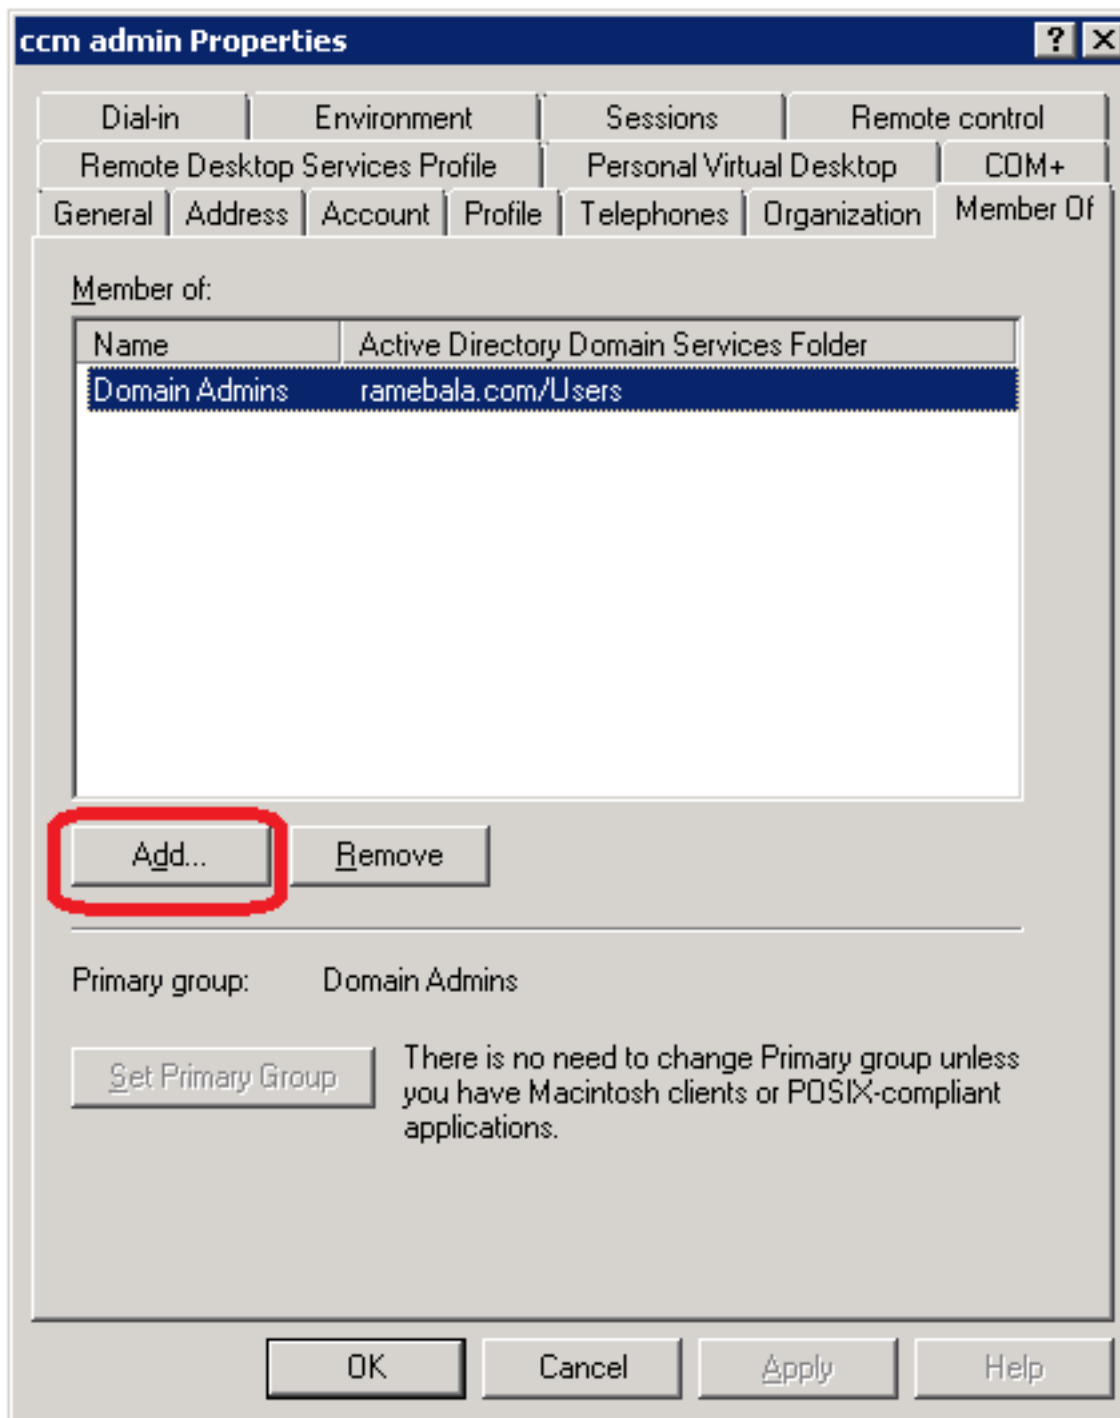 ccm admin Properties
?
Dial-in Environment Sessions Remote control
Remote Desktop Services Profile Personal Virtual Desktop COM+
General Address Account Profile Telephones Organization Member Of
Member of:
Name Active Directory Domain Services Folder
Domain Admins ramebala.com/Users
Add... Remove
Primary group: Domain Admins
Set Primary Group
There is no need to change Primary group unless
you have Macintosh clients or POSIX-compliant
applications.
OK Cancel Apply Help